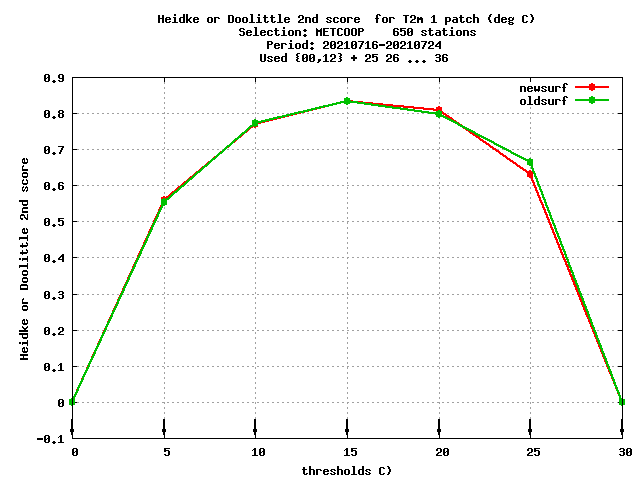 Heidke or Doolittle 2nd score  for T2m 1 patch (deg C)
Selection: METCOOP    650 stations
Period: 20210716-20210724
Used {00,12} + 25 26 ... 36
newsurf
oldsurf
Heidke or Doolittle 2nd score
0.9
0.8
0.7
0.6
0.5
0.4
0.3
0.2
0.1
0
-0.1
0 5 10 15 20 25 30
thresholds C)